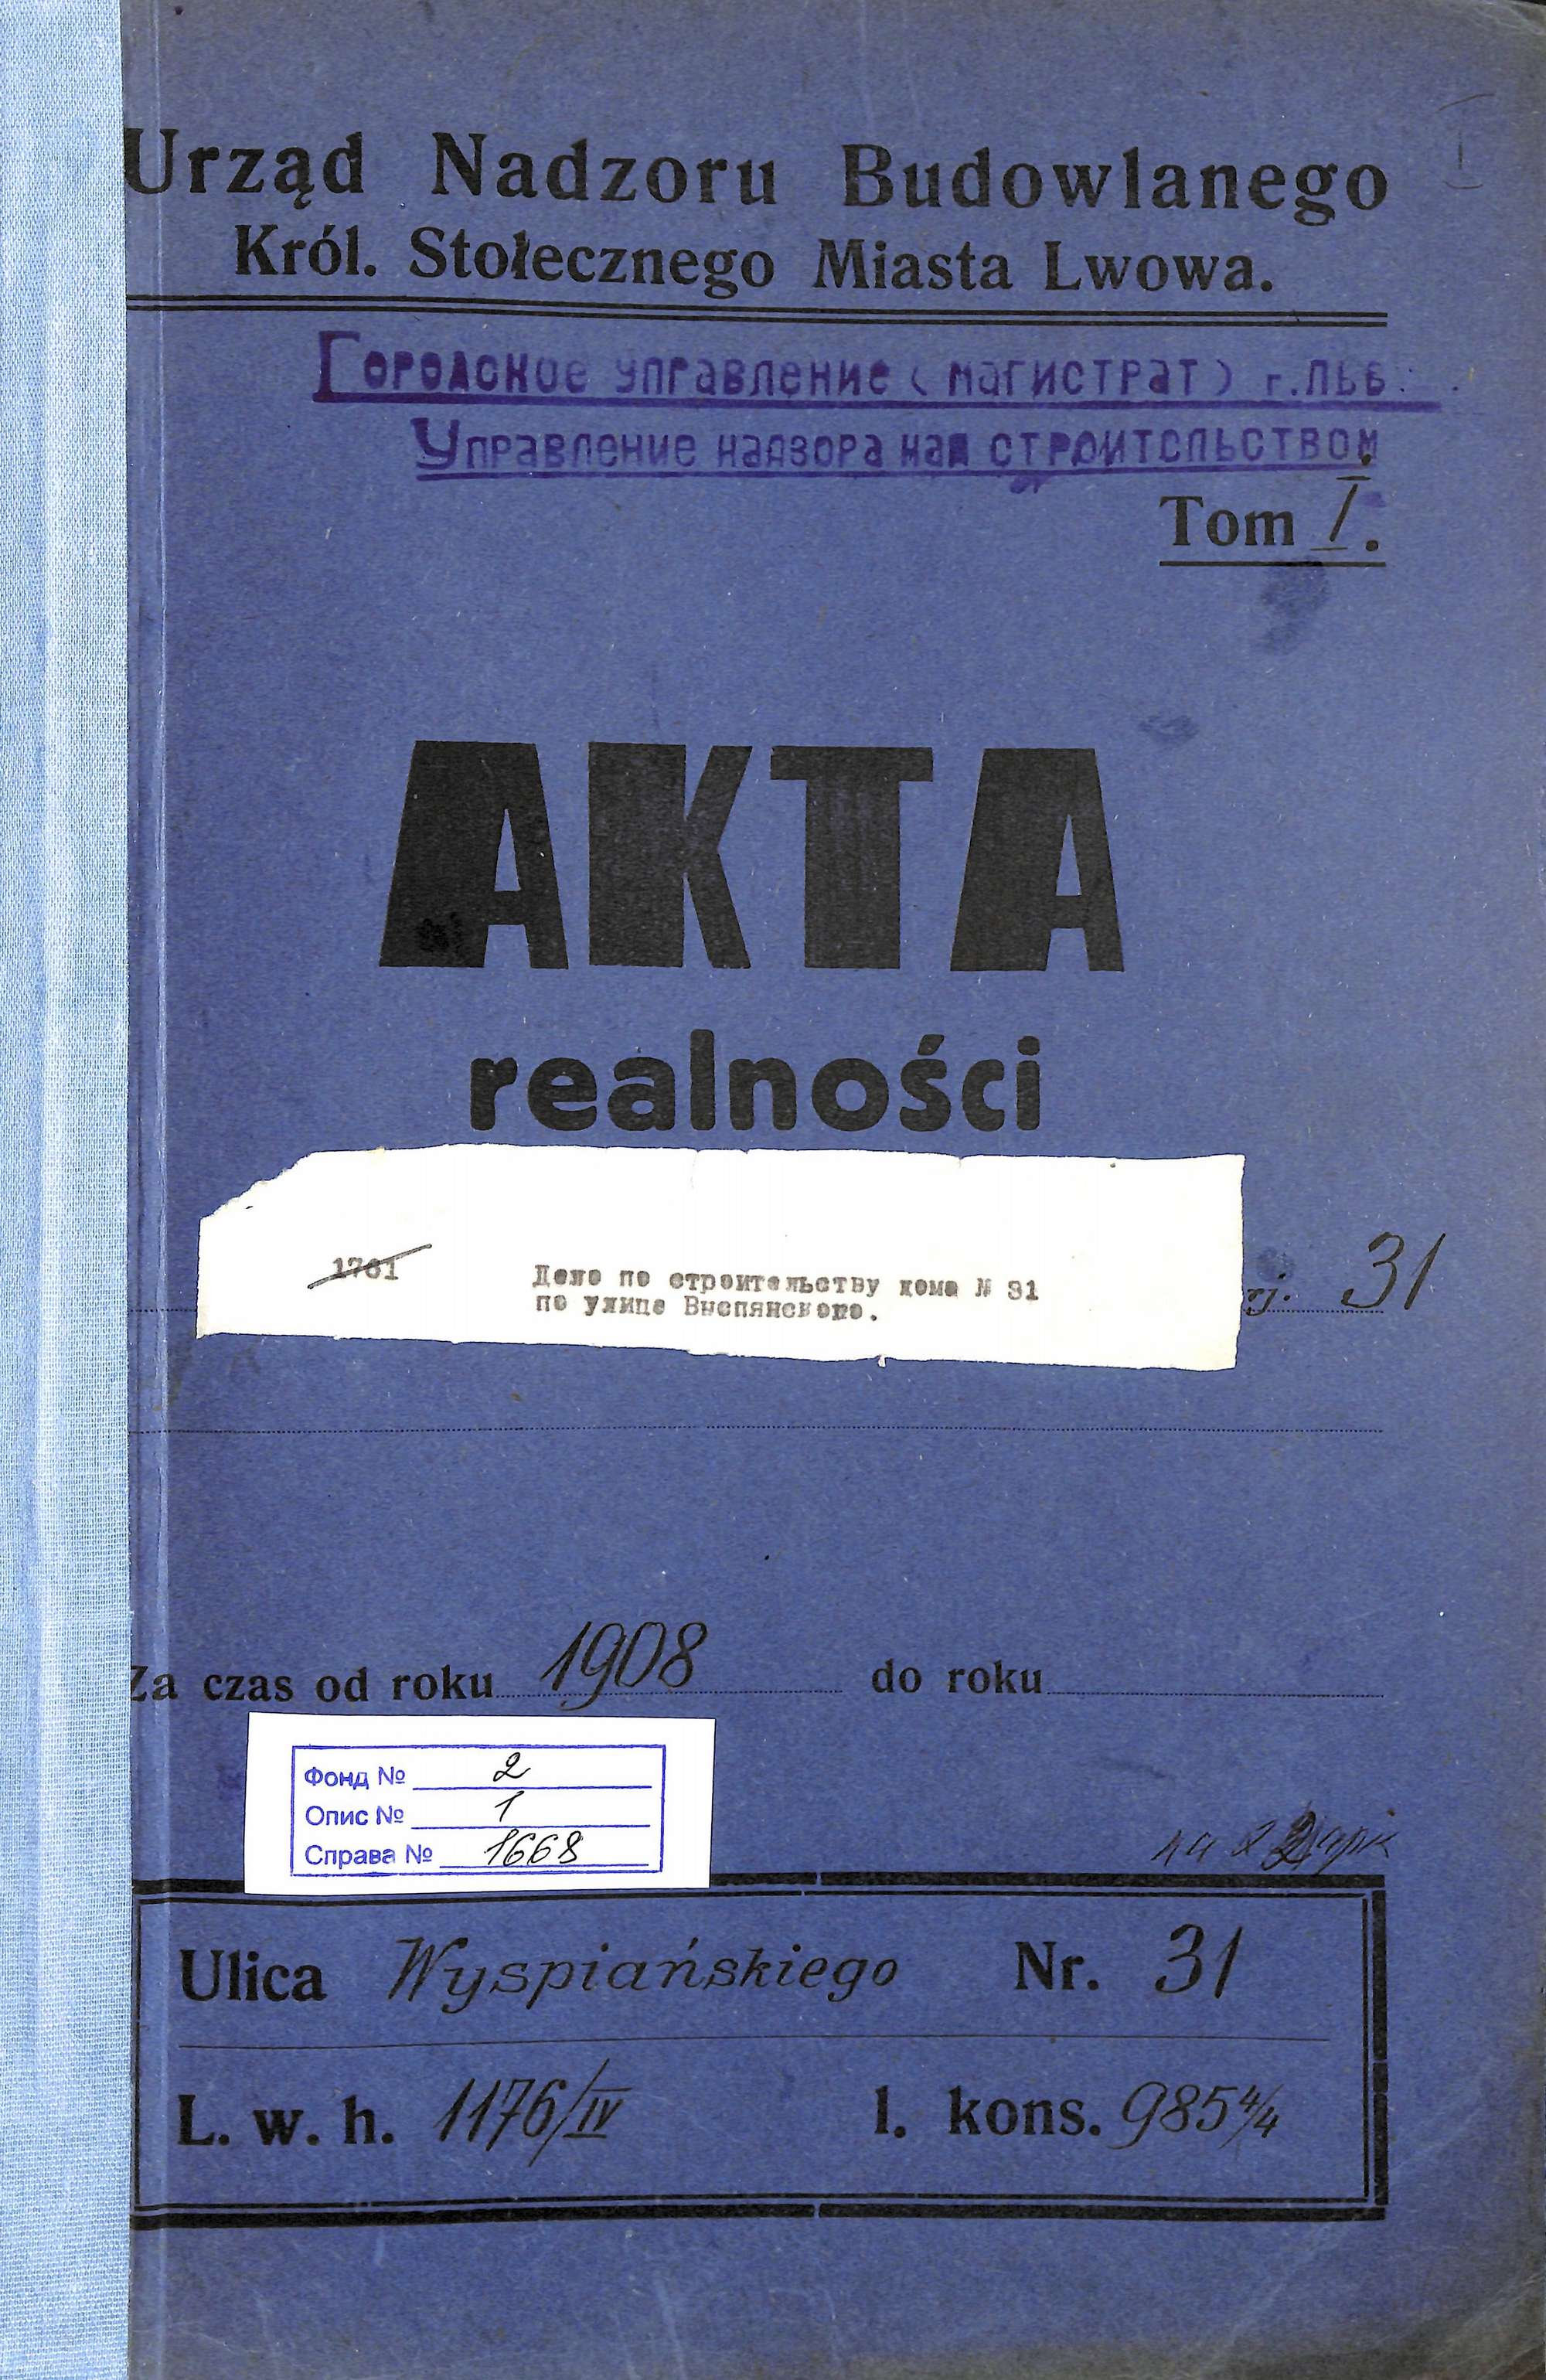 Urząd Nadzoru Budowlanego
Król. Stołecznego Miasta Lwowa.
Городское управление (магистрат) г.Льв.
Управление надзора над строительством
Tom I.
AKTA
realności
1761
Дело по строительству дома № 31
по улице Выспянского.
rj. 31
Za czas od roku 1908 do roku
Фонд № 2
Опис № 1
Справа № 1668
Ulica Wyspiańskiego Nr. 31
L. w. h. 1176/IV l. kons. 985 4/4